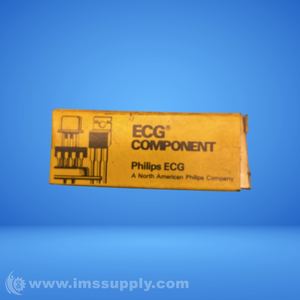 ECG®
COMPONENT
Philips ECG
A North American Philips Company
www.imssupply.com